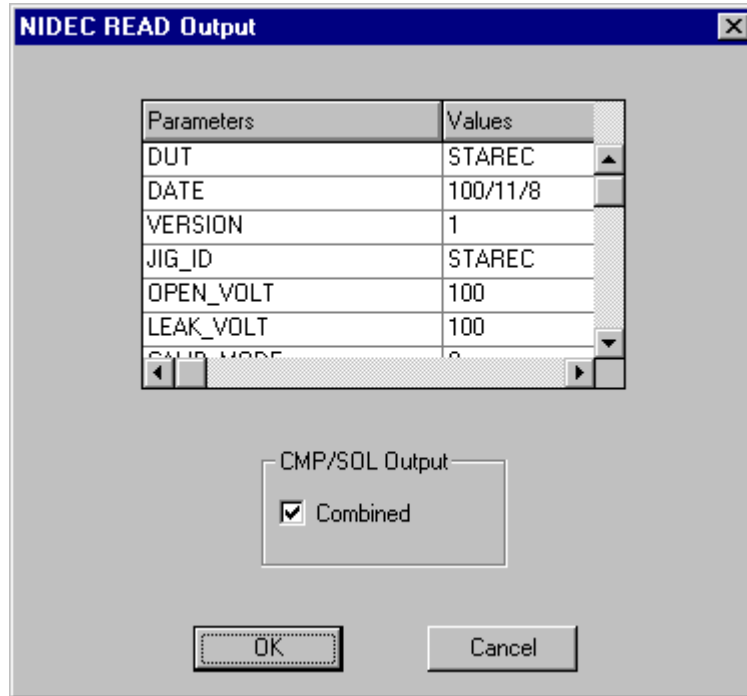 NIDEC READ Output
Parameters Values
DUT STAREC
DATE 100/11/8
VERSION 1
JIG_ID STAREC
OPEN_VOLT 100
LEAK_VOLT 100
CMP/SOL Output
Combined
OK Cancel